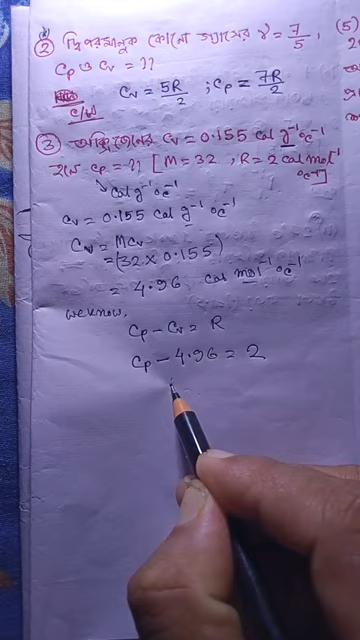 ② দ্বিপরমানুক কোনো গ্যাসের γ = 7/5,
Cp ও Cv = ??
C/W Cv = 5R/2 ; Cp = 7R/2
③ অক্সিজেনের Cv = 0.155 Cal g⁻¹ °C⁻¹
হলে Cp = ?? [M = 32, R = 2 Cal mol⁻¹ °C⁻¹]
Cal g⁻¹ °C⁻¹
Cv = 0.155 Cal g⁻¹ °C⁻¹
Cv = MCv
= (32 × 0.155)
= 4.96 Cal mol⁻¹ °C⁻¹
We know,
Cp − Cv = R
Cp − 4.96 = 2
(5)